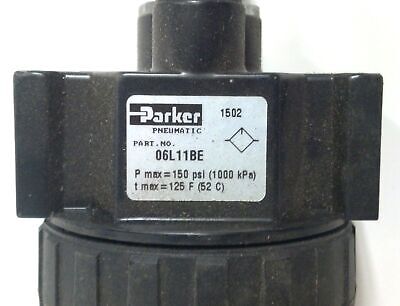 Parker 1502
PNEUMATIC
PART.NO.
06L11BE
P max=150 psi (1000 kPa)
t max=125 F (52 C)